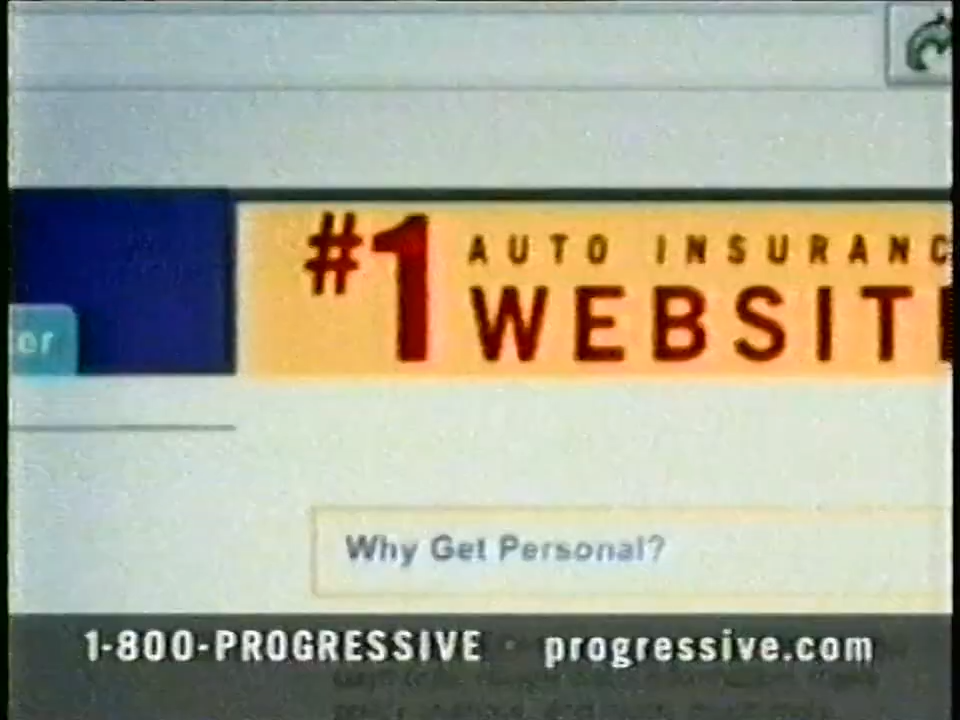 #1 AUTO INSURANC
WEBSIT
er
Why Get Personal?
1-800-PROGRESSIVE · progressive.com